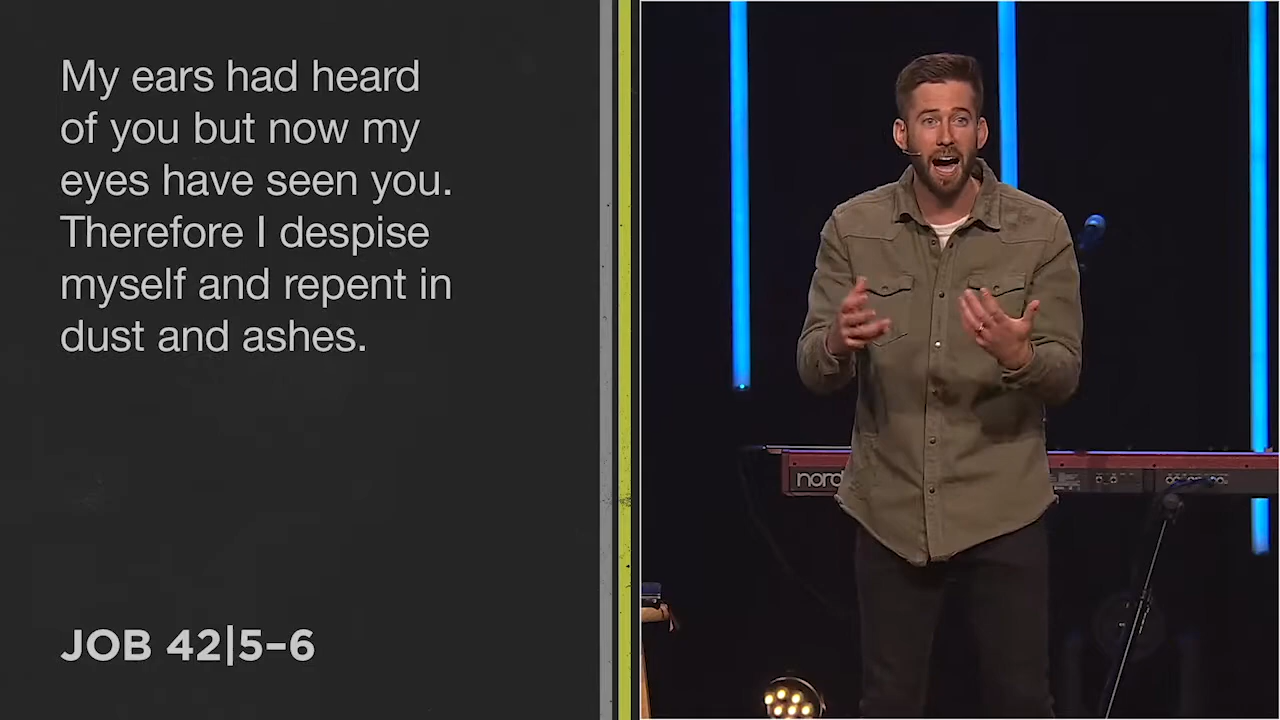 My ears had heard
of you but now my
eyes have seen you.
Therefore I despise
myself and repent in
dust and ashes.
JOB 42|5–6
nord